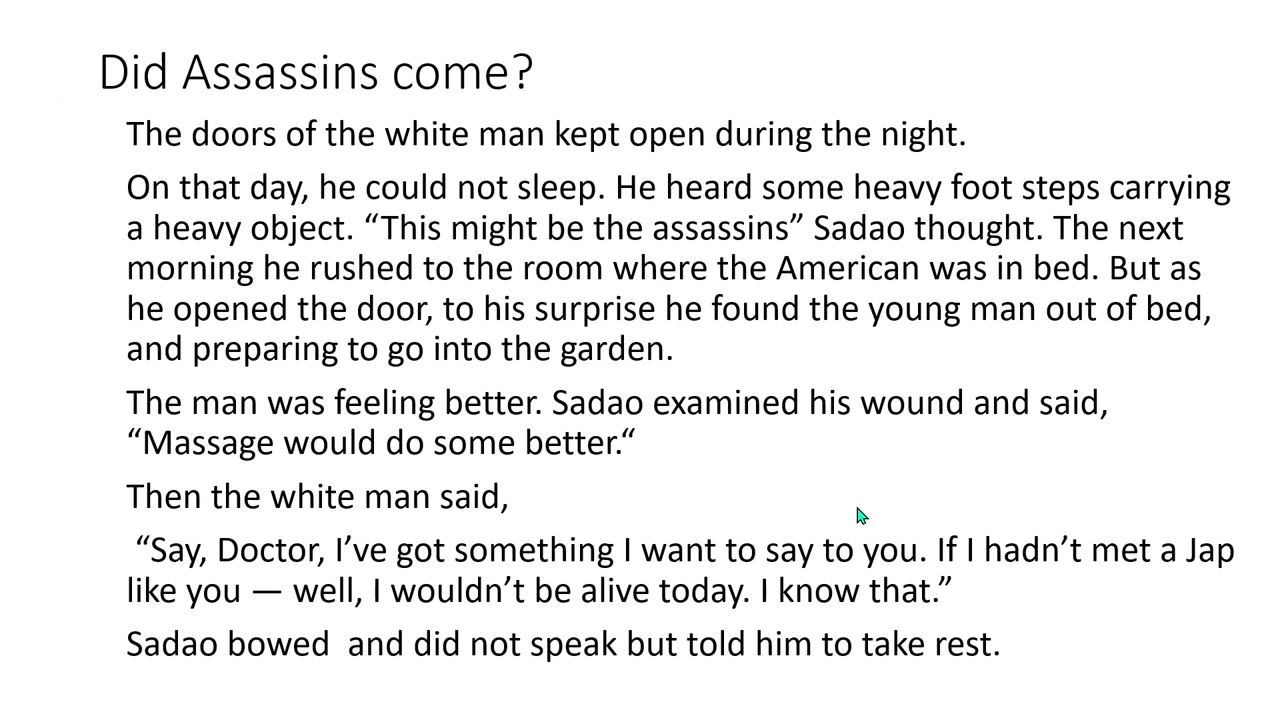 Did Assassins come?
The doors of the white man kept open during the night.
On that day, he could not sleep. He heard some heavy foot steps carrying
a heavy object. “This might be the assassins” Sadao thought. The next
morning he rushed to the room where the American was in bed. But as
he opened the door, to his surprise he found the young man out of bed,
and preparing to go into the garden.
The man was feeling better. Sadao examined his wound and said,
“Massage would do some better.“
Then the white man said,
“Say, Doctor, I’ve got something I want to say to you. If I hadn’t met a Jap
like you — well, I wouldn’t be alive today. I know that.”
Sadao bowed  and did not speak but told him to take rest.